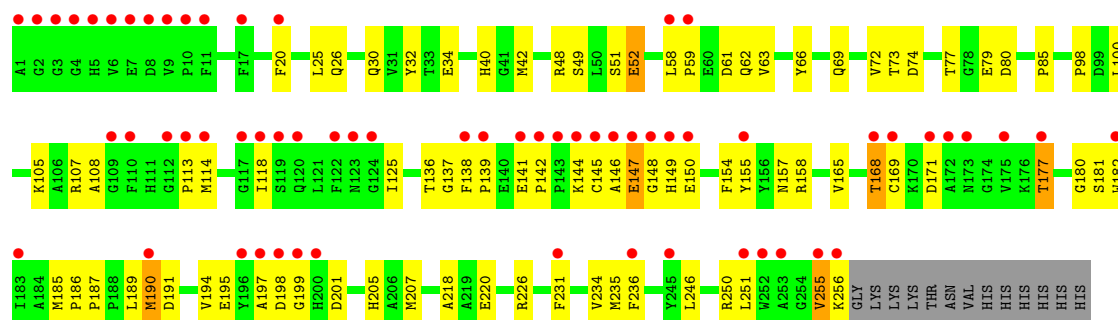 A1 G2 G3 G4 H5 V6 E7 D8 V9 P10 F11 F17 F20 L25 Q26 Q30 V31 Y32 T33 E34 H40 G41 M42 R48 S49 L50 S51 E52 L58 P59 E60 D61 Q62 V63 Y66 Q69 V72 T73 D74 T77 G78 E79 D80 P85 P98 D99 L100
K105 A106 R107 A108 G109 F110 H111 G112 P113 M114 G117 I118 S119 Q120 L121 F122 N123 G124 I125 T136 G137 F138 P139 E140 E141 P142 P143 K144 C145 A146 E147 G148 H149 E150 F154 Y155 Y156 N157 R158 V165 T168 C169 K170 D171 A172 N173 G174 V175 K176 T177 G180 S181 W182
I183 A184 M185 P186 P187 P188 L189 M190 D191 V194 E195 Y196 A197 D198 G199 H200 D201 H205 A206 M207 A218 A219 E220 R226 F231 V234 M235 F236 Y245 L246 R250 L251 W252 A253 G254 V255 K256 GLY LYS LYS LYS THR ASN VAL HIS HIS HIS HIS HIS HIS